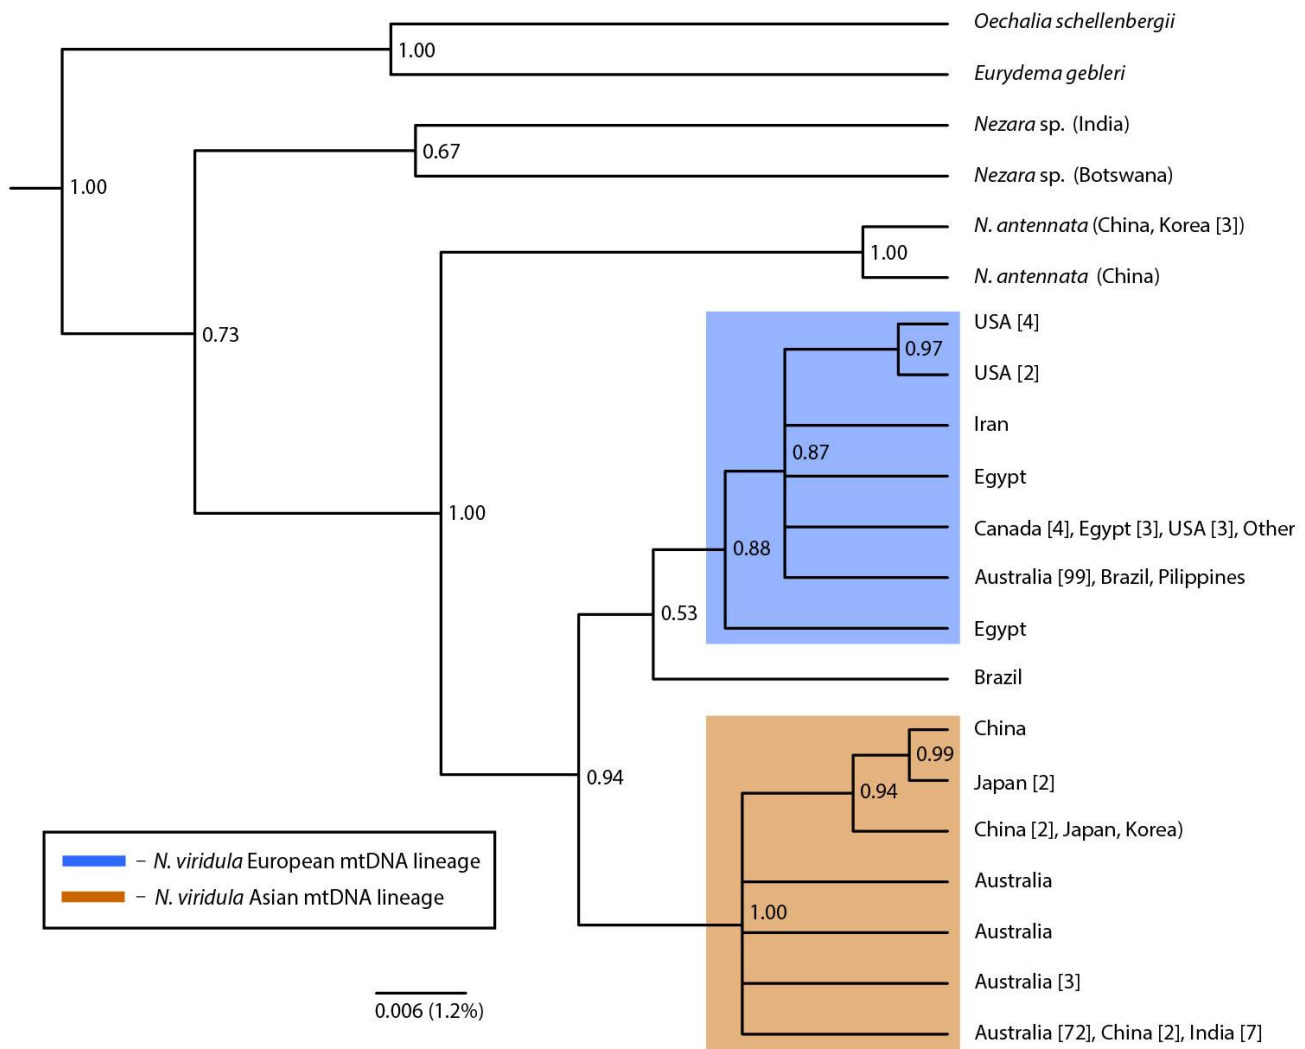 Oechalia schellenbergii
1.00
Eurydema gebleri
Nezara sp. (India)
0.67
Nezara sp. (Botswana)
1.00
N. antennata (China, Korea [3])
1.00
N. antennata (China)
USA [4]
0.73
0.97
USA [2]
Iran
0.87
Egypt
1.00
Canada [4], Egypt [3], USA [3], Other
0.88
Australia [99], Brazil, Pilippines
0.53
Egypt
Brazil
China
0.99
0.94
Japan [2]
0.94
China [2], Japan, Korea)
– N. viridula European mtDNA lineage
– N. viridula Asian mtDNA lineage
Australia
1.00
Australia
Australia [3]
0.006 (1.2%)
Australia [72], China [2], India [7]